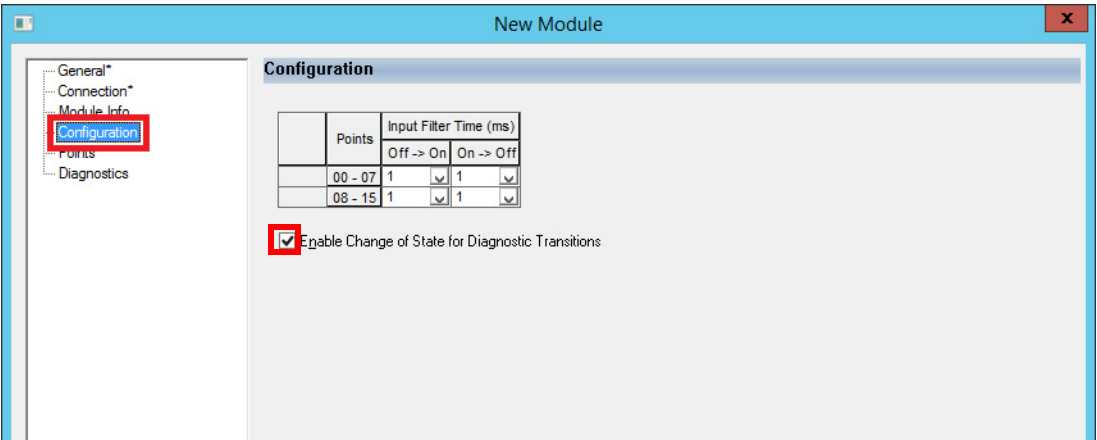 New Module
x
General*
Connection*
Module Info
Configuration
Points
Diagnostics
Configuration
Points
Input Filter Time (ms)
Off -> On
On -> Off
00 - 07
1
1
08 - 15
1
1
Enable Change of State for Diagnostic Transitions